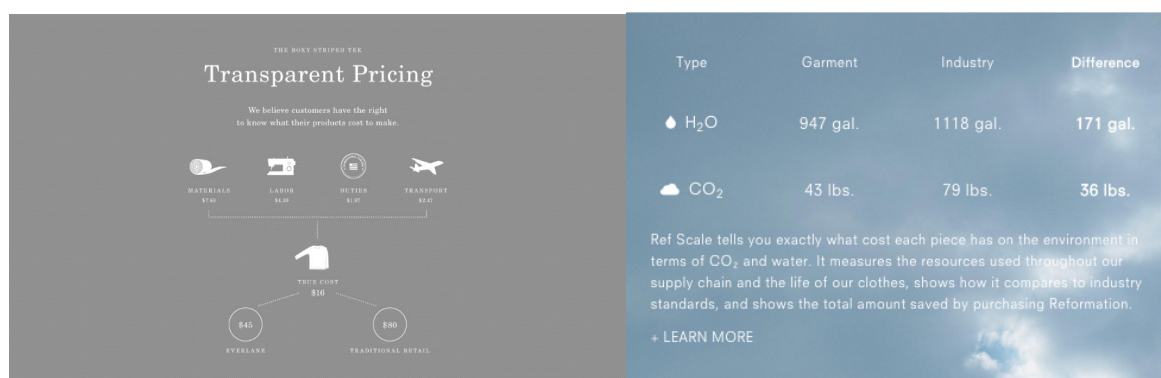 THE BOXY STRIPED TEE
Transparent Pricing
We believe customers have the right
to know what their products cost to make.
MATERIALS LABOR DUTIES TRANSPORT
$2.47
TRUE COST
$16
$45 $80
EVERLANE TRADITIONAL RETAIL
Type Garment Industry Difference
H₂O 947 gal. 1118 gal. 171 gal.
CO₂ 43 lbs. 79 lbs. 36 lbs.
Ref Scale tells you exactly what cost each piece has on the environment in
terms of CO₂ and water. It measures the resources used throughout our
supply chain and the life of our clothes, shows how it compares to industry
standards, and shows the total amount saved by purchasing Reformation.
+ LEARN MORE